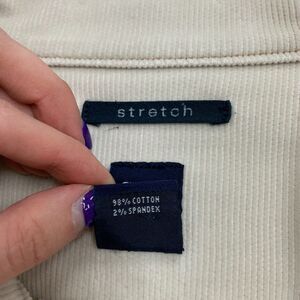 stretch
98% COTTON
2% SPANDEX